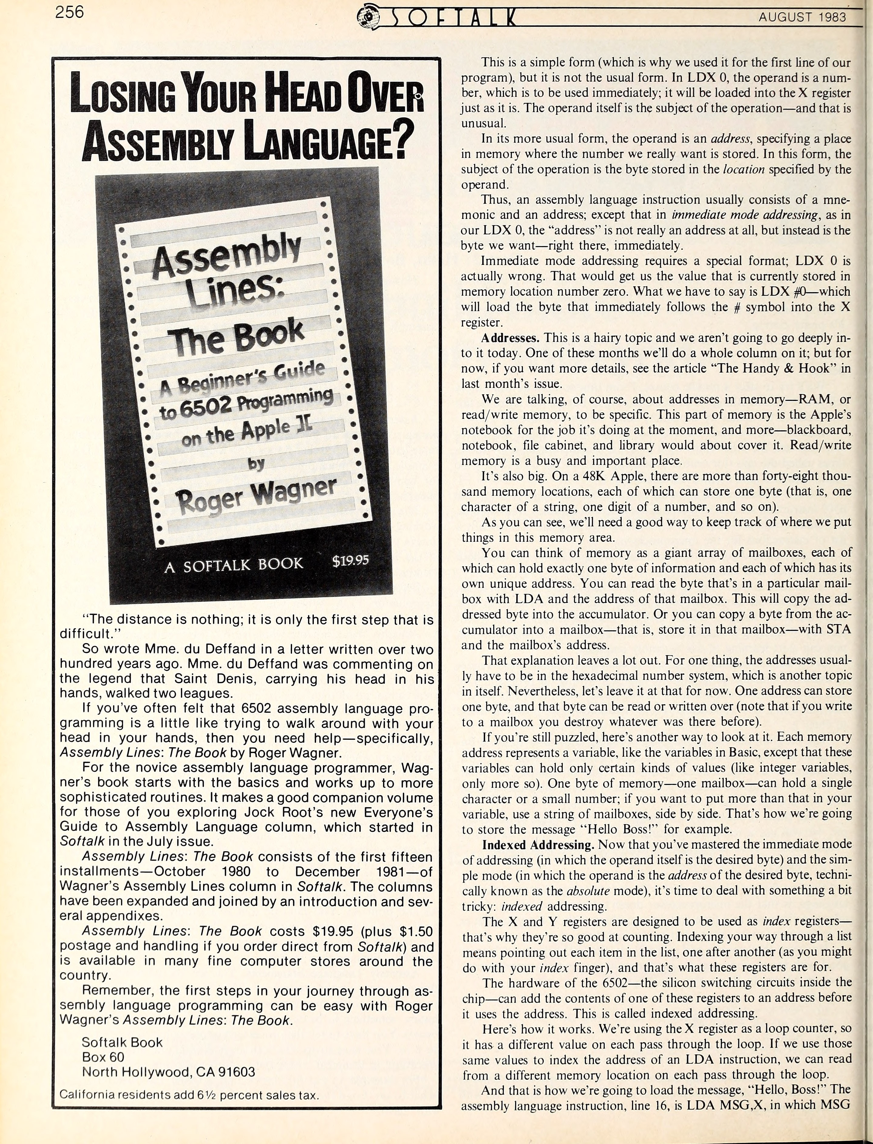 256
SOFTALK
AUGUST 1983
LOSING YOUR HEAD OVER
ASSEMBLY LANGUAGE?
Assembly
Lines:
The Book
A Beginner's Guide
to 6502 Programming
on the Apple ][
by
Roger Wagner
A SOFTALK BOOK $19.95
"The distance is nothing; it is only the first step that is
difficult."
So wrote Mme. du Deffand in a letter written over two
hundred years ago. Mme. du Deffand was commenting on
the legend that Saint Denis, carrying his head in his
hands, walked two leagues.
If you've often felt that 6502 assembly language pro-
gramming is a little like trying to walk around with your
head in your hands, then you need help—specifically,
Assembly Lines: The Book by Roger Wagner.
For the novice assembly language programmer, Wag-
ner's book starts with the basics and works up to more
sophisticated routines. It makes a good companion volume
for those of you exploring Jock Root's new Everyone's
Guide to Assembly Language column, which started in
Softalk in the July issue.
Assembly Lines: The Book consists of the first fifteen
installments—October 1980 to December 1981—of
Wagner's Assembly Lines column in Softalk. The columns
have been expanded and joined by an introduction and sev-
eral appendixes.
Assembly Lines: The Book costs $19.95 (plus $1.50
postage and handling if you order direct from Softalk) and
is available in many fine computer stores around the
country.
Remember, the first steps in your journey through as-
sembly language programming can be easy with Roger
Wagner's Assembly Lines: The Book.
Softalk Book
Box 60
North Hollywood, CA 91603
California residents add 6½ percent sales tax.
This is a simple form (which is why we used it for the first line of our
program), but it is not the usual form. In LDX 0, the operand is a num-
ber, which is to be used immediately; it will be loaded into the X register
just as it is. The operand itself is the subject of the operation—and that is
unusual.
In its more usual form, the operand is an address, specifying a place
in memory where the number we really want is stored. In this form, the
subject of the operation is the byte stored in the location specified by the
operand.
Thus, an assembly language instruction usually consists of a mne-
monic and an address; except that in immediate mode addressing, as in
our LDX 0, the "address" is not really an address at all, but instead is the
byte we want—right there, immediately.
Immediate mode addressing requires a special format; LDX 0 is
actually wrong. That would get us the value that is currently stored in
memory location number zero. What we have to say is LDX #0—which
will load the byte that immediately follows the # symbol into the X
register.
Addresses. This is a hairy topic and we aren't going to go deeply in-
to it today. One of these months we'll do a whole column on it; but for
now, if you want more details, see the article "The Handy & Hook" in
last month's issue.
We are talking, of course, about addresses in memory—RAM, or
read/write memory, to be specific. This part of memory is the Apple's
notebook for the job it's doing at the moment, and more—blackboard,
notebook, file cabinet, and library would about cover it. Read/write
memory is a busy and important place.
It's also big. On a 48K Apple, there are more than forty-eight thou-
sand memory locations, each of which can store one byte (that is, one
character of a string, one digit of a number, and so on).
As you can see, we'll need a good way to keep track of where we put
things in this memory area.
You can think of memory as a giant array of mailboxes, each of
which can hold exactly one byte of information and each of which has its
own unique address. You can read the byte that's in a particular mail-
box with LDA and the address of that mailbox. This will copy the ad-
dressed byte into the accumulator. Or you can copy a byte from the ac-
cumulator into a mailbox—that is, store it in that mailbox—with STA
and the mailbox's address.
That explanation leaves a lot out. For one thing, the addresses usual-
ly have to be in the hexadecimal number system, which is another topic
in itself. Nevertheless, let's leave it at that for now. One address can store
one byte, and that byte can be read or written over (note that if you write
to a mailbox you destroy whatever was there before).
If you're still puzzled, here's another way to look at it. Each memory
address represents a variable, like the variables in Basic, except that these
variables can hold only certain kinds of values (like integer variables,
only more so). One byte of memory—one mailbox—can hold a single
character or a small number; if you want to put more than that in your
variable, use a string of mailboxes, side by side. That's how we're going
to store the message "Hello Boss!" for example.
Indexed Addressing. Now that you've mastered the immediate mode
of addressing (in which the operand itself is the desired byte) and the sim-
ple mode (in which the operand is the address of the desired byte, techni-
cally known as the absolute mode), it's time to deal with something a bit
tricky: indexed addressing.
The X and Y registers are designed to be used as index registers—
that's why they're so good at counting. Indexing your way through a list
means pointing out each item in the list, one after another (as you might
do with your index finger), and that's what these registers are for.
The hardware of the 6502—the silicon switching circuits inside the
chip—can add the contents of one of these registers to an address before
it uses the address. This is called indexed addressing.
Here's how it works. We're using the X register as a loop counter, so
it has a different value on each pass through the loop. If we use those
same values to index the address of an LDA instruction, we can read
from a different memory location on each pass through the loop.
And that is how we're going to load the message, "Hello, Boss!" The
assembly language instruction, line 16, is LDA MSG,X, in which MSG